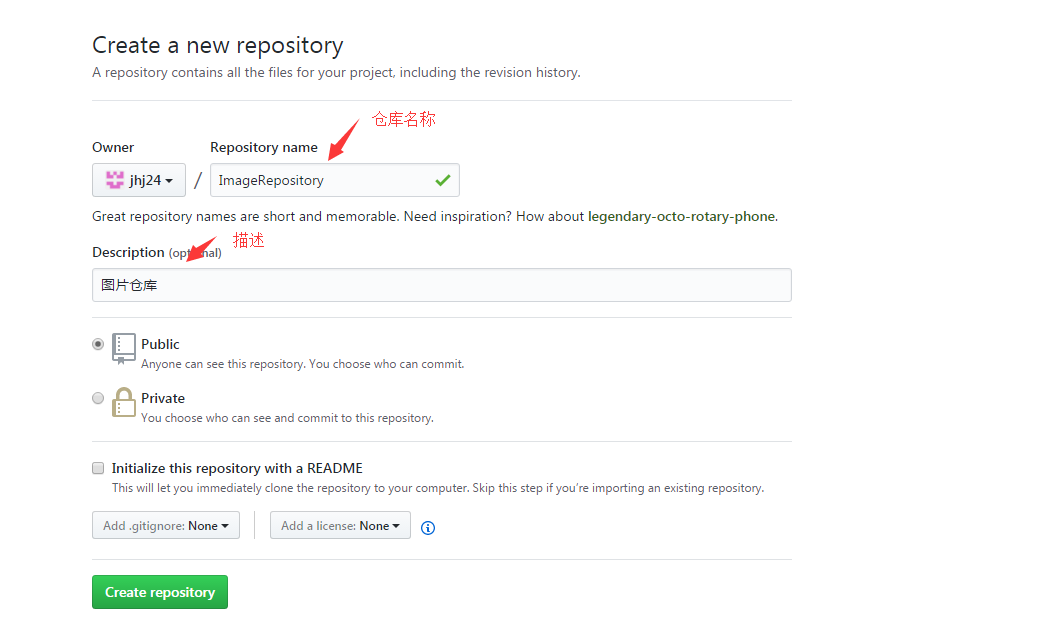 Create a new repository
A repository contains all the files for your project, including the revision history.
仓库名称
Owner
Repository name
jhj24 / ImageRepository
Great repository names are short and memorable. Need inspiration? How about legendary-octo-rotary-phone.
描述
Description (optional)
图片仓库
Public
Anyone can see this repository. You choose who can commit.
Private
You choose who can see and commit to this repository.
Initialize this repository with a README
This will let you immediately clone the repository to your computer. Skip this step if you’re importing an existing repository.
Add .gitignore: None
Add a license: None
Create repository